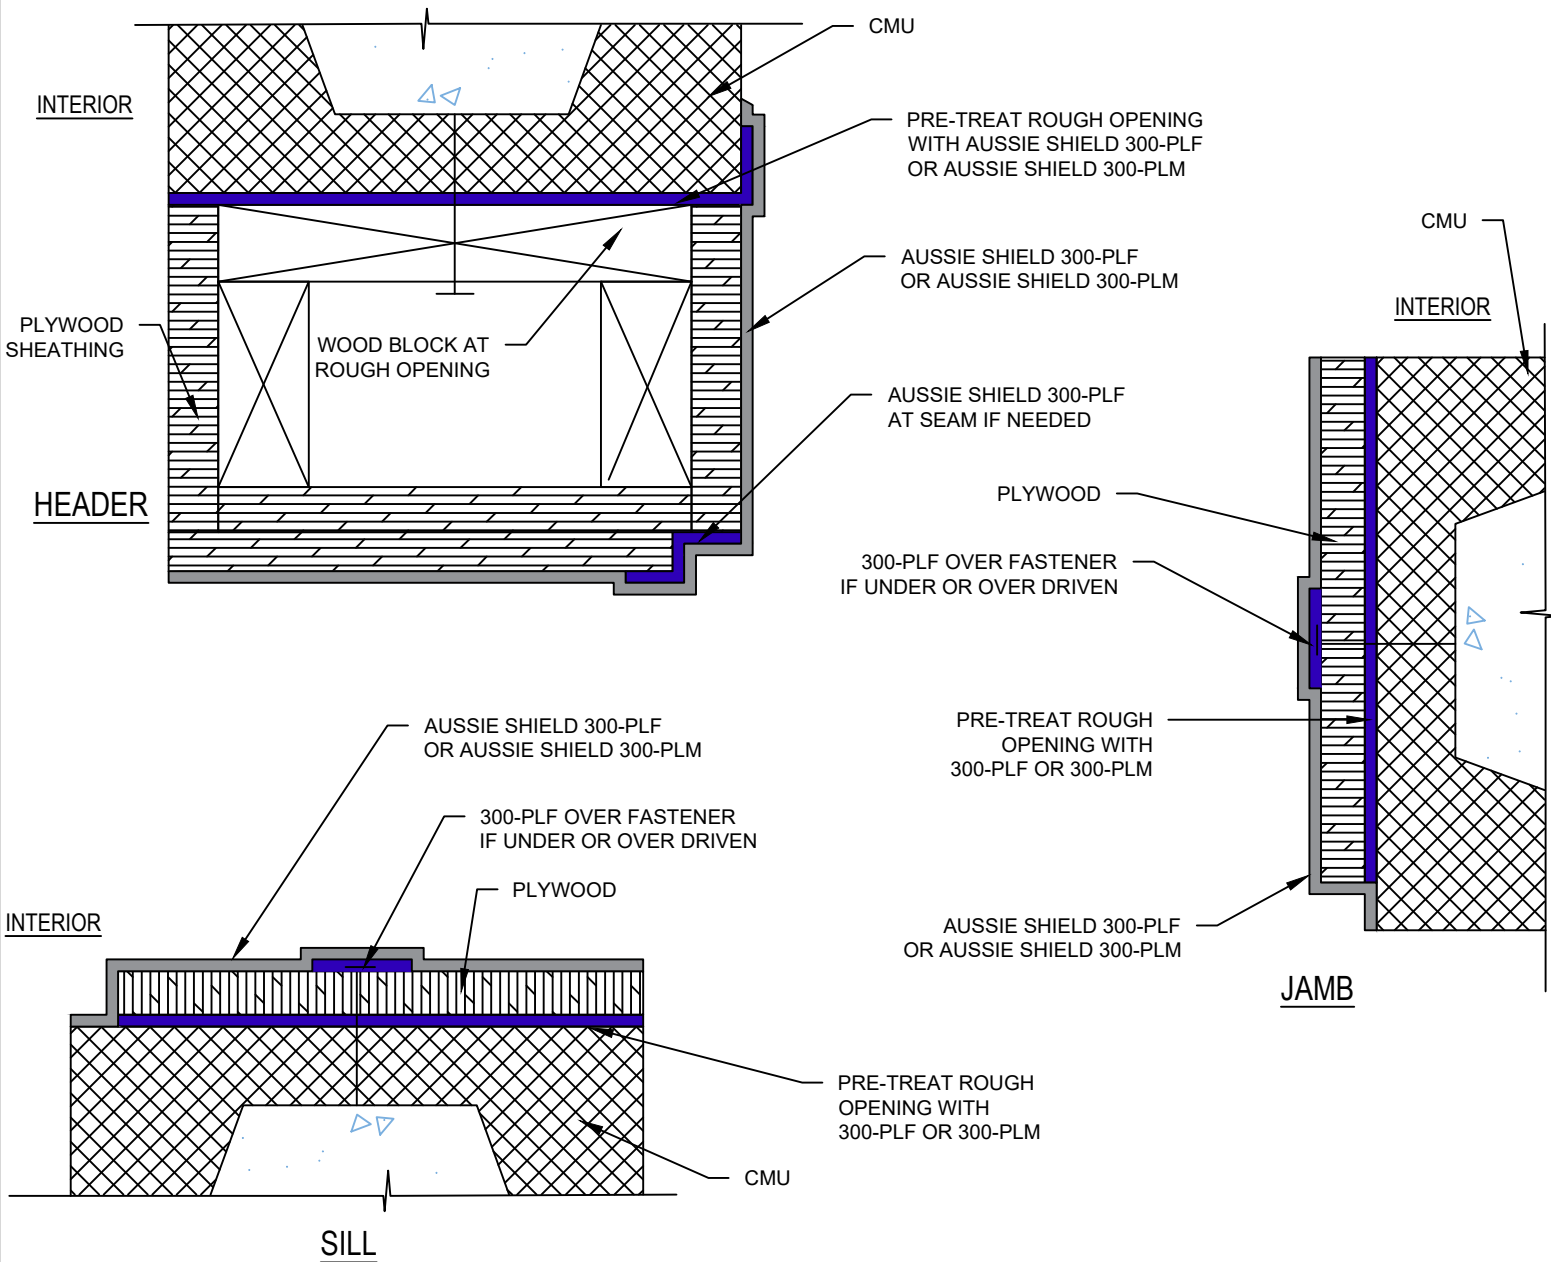 CMU
INTERIOR
PRE-TREAT ROUGH OPENING
WITH AUSSIE SHIELD 300-PLF
OR AUSSIE SHIELD 300-PLM
AUSSIE SHIELD 300-PLF
OR AUSSIE SHIELD 300-PLM
PLYWOOD
SHEATHING
WOOD BLOCK AT
ROUGH OPENING
AUSSIE SHIELD 300-PLF
AT SEAM IF NEEDED
HEADER
CMU
INTERIOR
PLYWOOD
300-PLF OVER FASTENER
IF UNDER OR OVER DRIVEN
PRE-TREAT ROUGH
OPENING WITH
300-PLF OR 300-PLM
AUSSIE SHIELD 300-PLF
OR AUSSIE SHIELD 300-PLM
JAMB
AUSSIE SHIELD 300-PLF
OR AUSSIE SHIELD 300-PLM
300-PLF OVER FASTENER
IF UNDER OR OVER DRIVEN
PLYWOOD
INTERIOR
PRE-TREAT ROUGH
OPENING WITH
300-PLF OR 300-PLM
CMU
SILL